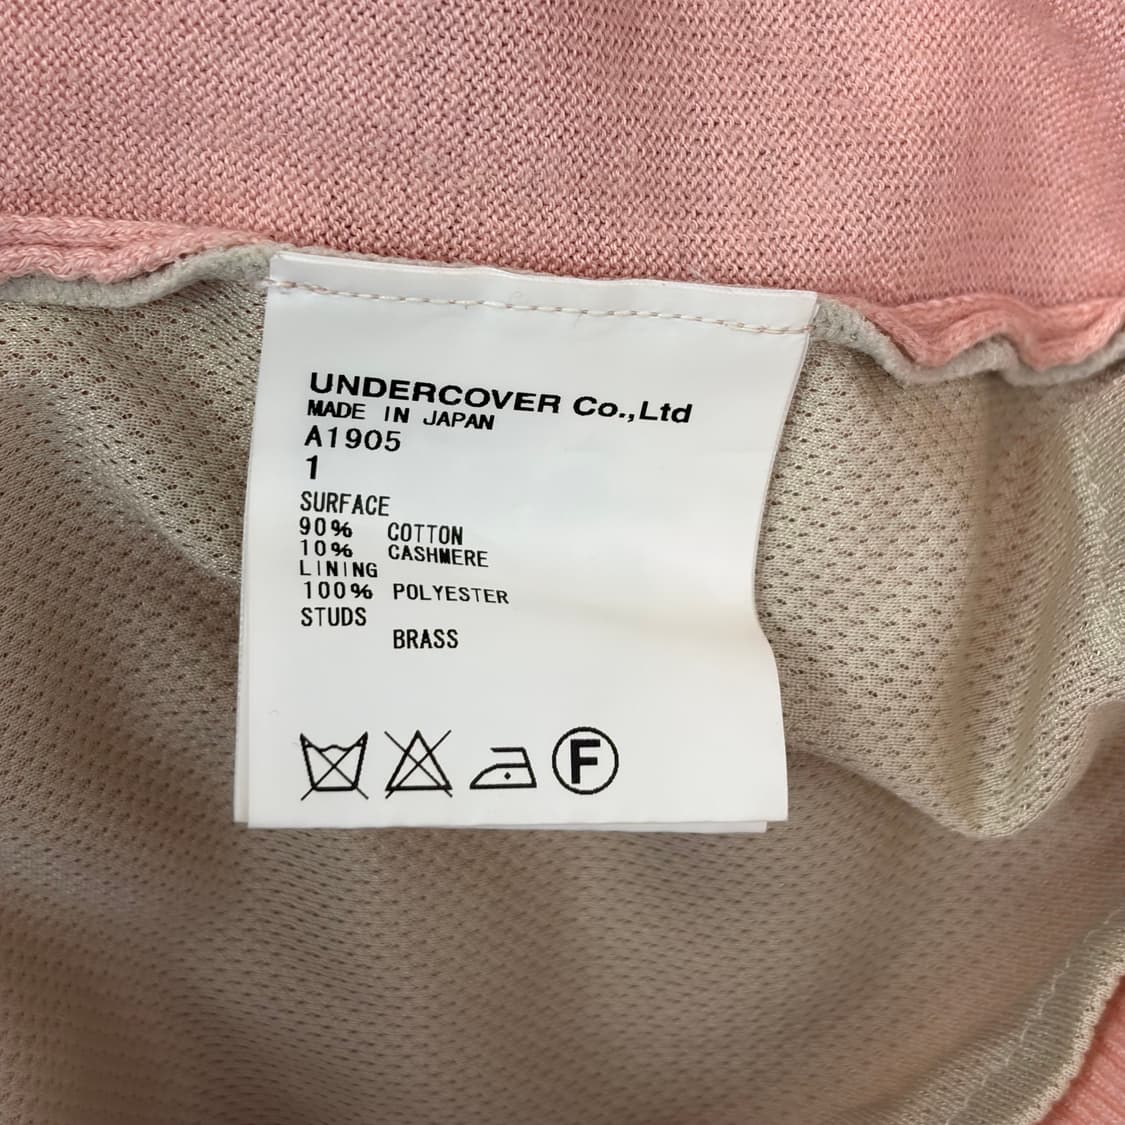 UNDERCOVER Co.,Ltd
MADE IN JAPAN
A1905
1
SURFACE
90% COTTON
10% CASHMERE
LINING
100% POLYESTER
STUDS
BRASS
F